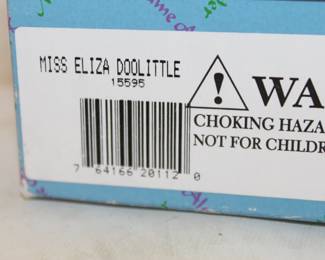 MISS ELIZA DOOLITTLE
15595
WA
CHOKING HAZA
NOT FOR CHILDR
7 64166 20112 0